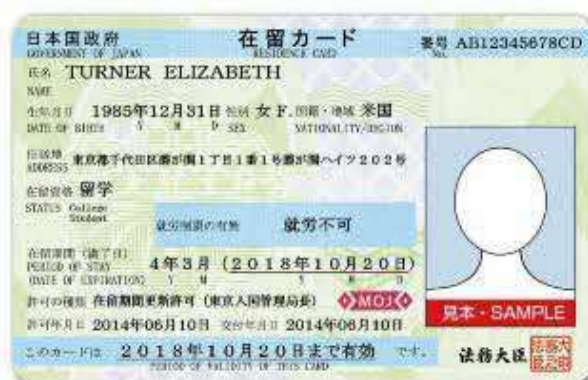 日本国政府 在留カード 番号 AB12345678CD
GOVERNMENT OF JAPAN RESIDENCE CARD No.
氏名 TURNER ELIZABETH
NAME
生年月日 1985年12月31日 性別 女 F. 国籍・地域 米国
DATE OF BIRTH Y M D SEX NATIONALITY/REGION
住居地 東京都千代田区霞が関1丁目1番1号霞が関ハイツ202号
ADDRESS
在留資格 留学
STATUS College
Student
就労制限の有無 就労不可
在留期間（満了日）
PERIOD OF STAY 4年3月（2018年10月20日）
(DATE OF EXPIRATION) Y M Y M D
許可の種類 在留期間更新許可（東京入国管理局長） MOJ
見本・SAMPLE
許可年月日 2014年06月10日 交付年月日 2014年06月10日
このカードは 2018年10月20日まで有効 です。
PERIOD OF VALIDITY OF THIS CARD
法務大臣